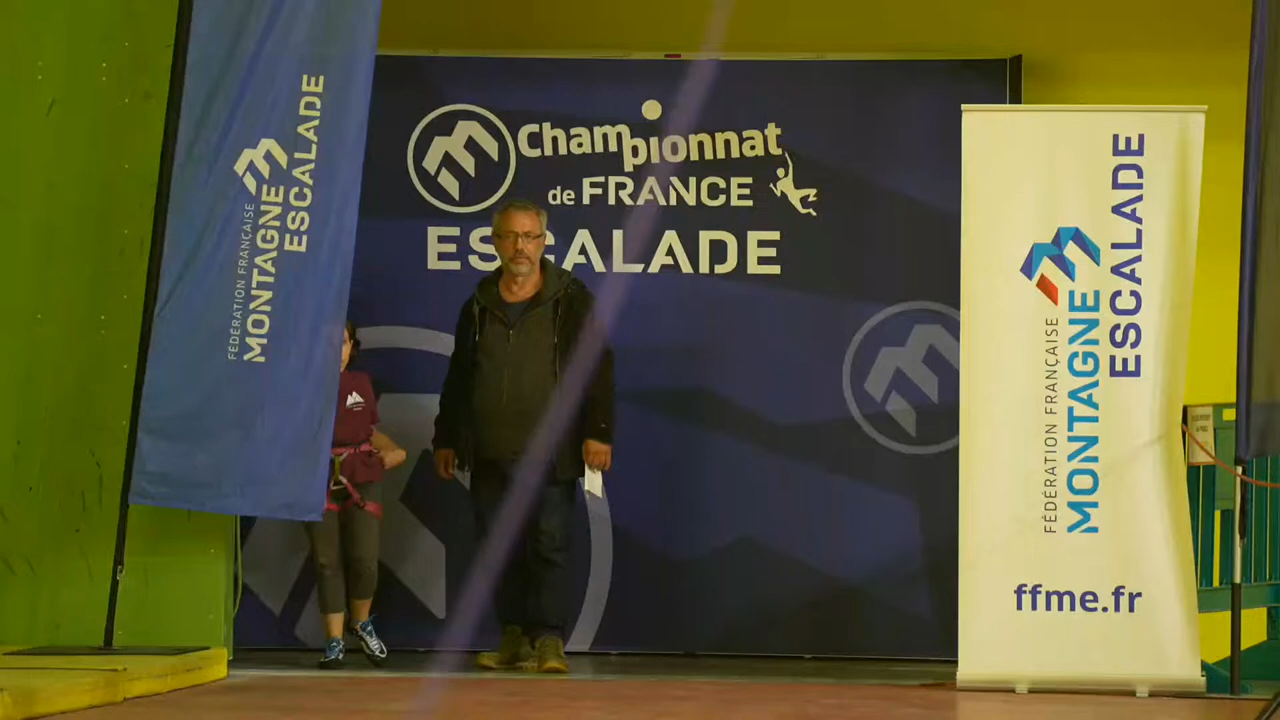 FÉDÉRATION FRANÇAISE
MONTAGNE
ESCALADE
Championnat
de FRANCE
ESCALADE
FÉDÉRATION FRANÇAISE
MONTAGNE
ESCALADE
ffme.fr